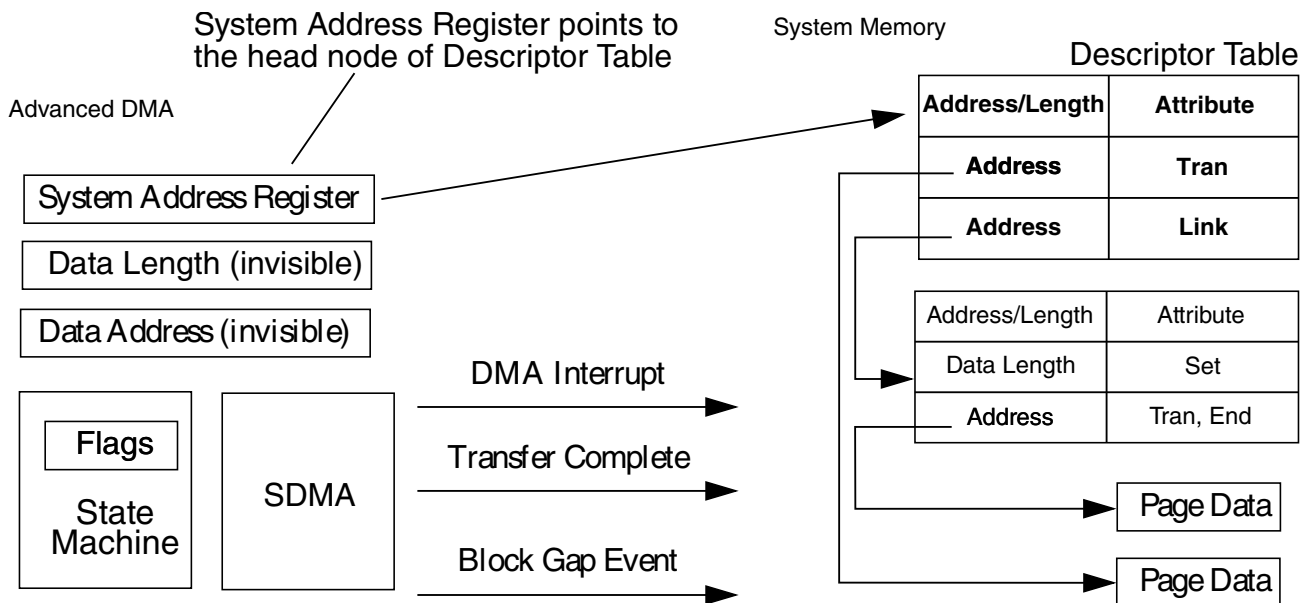 System Address Register points to
the head node of Descriptor Table
System Memory
Descriptor Table
Advanced DMA
Address/Length Attribute
Address Tran
Address Link
System Address Register
Data Length (invisible)
Data Address (invisible)
Address/Length Attribute
Data Length Set
Address Tran, End
DMA Interrupt
Flags
State
Machine
SDMA
Transfer Complete
Block Gap Event
Page Data
Page Data